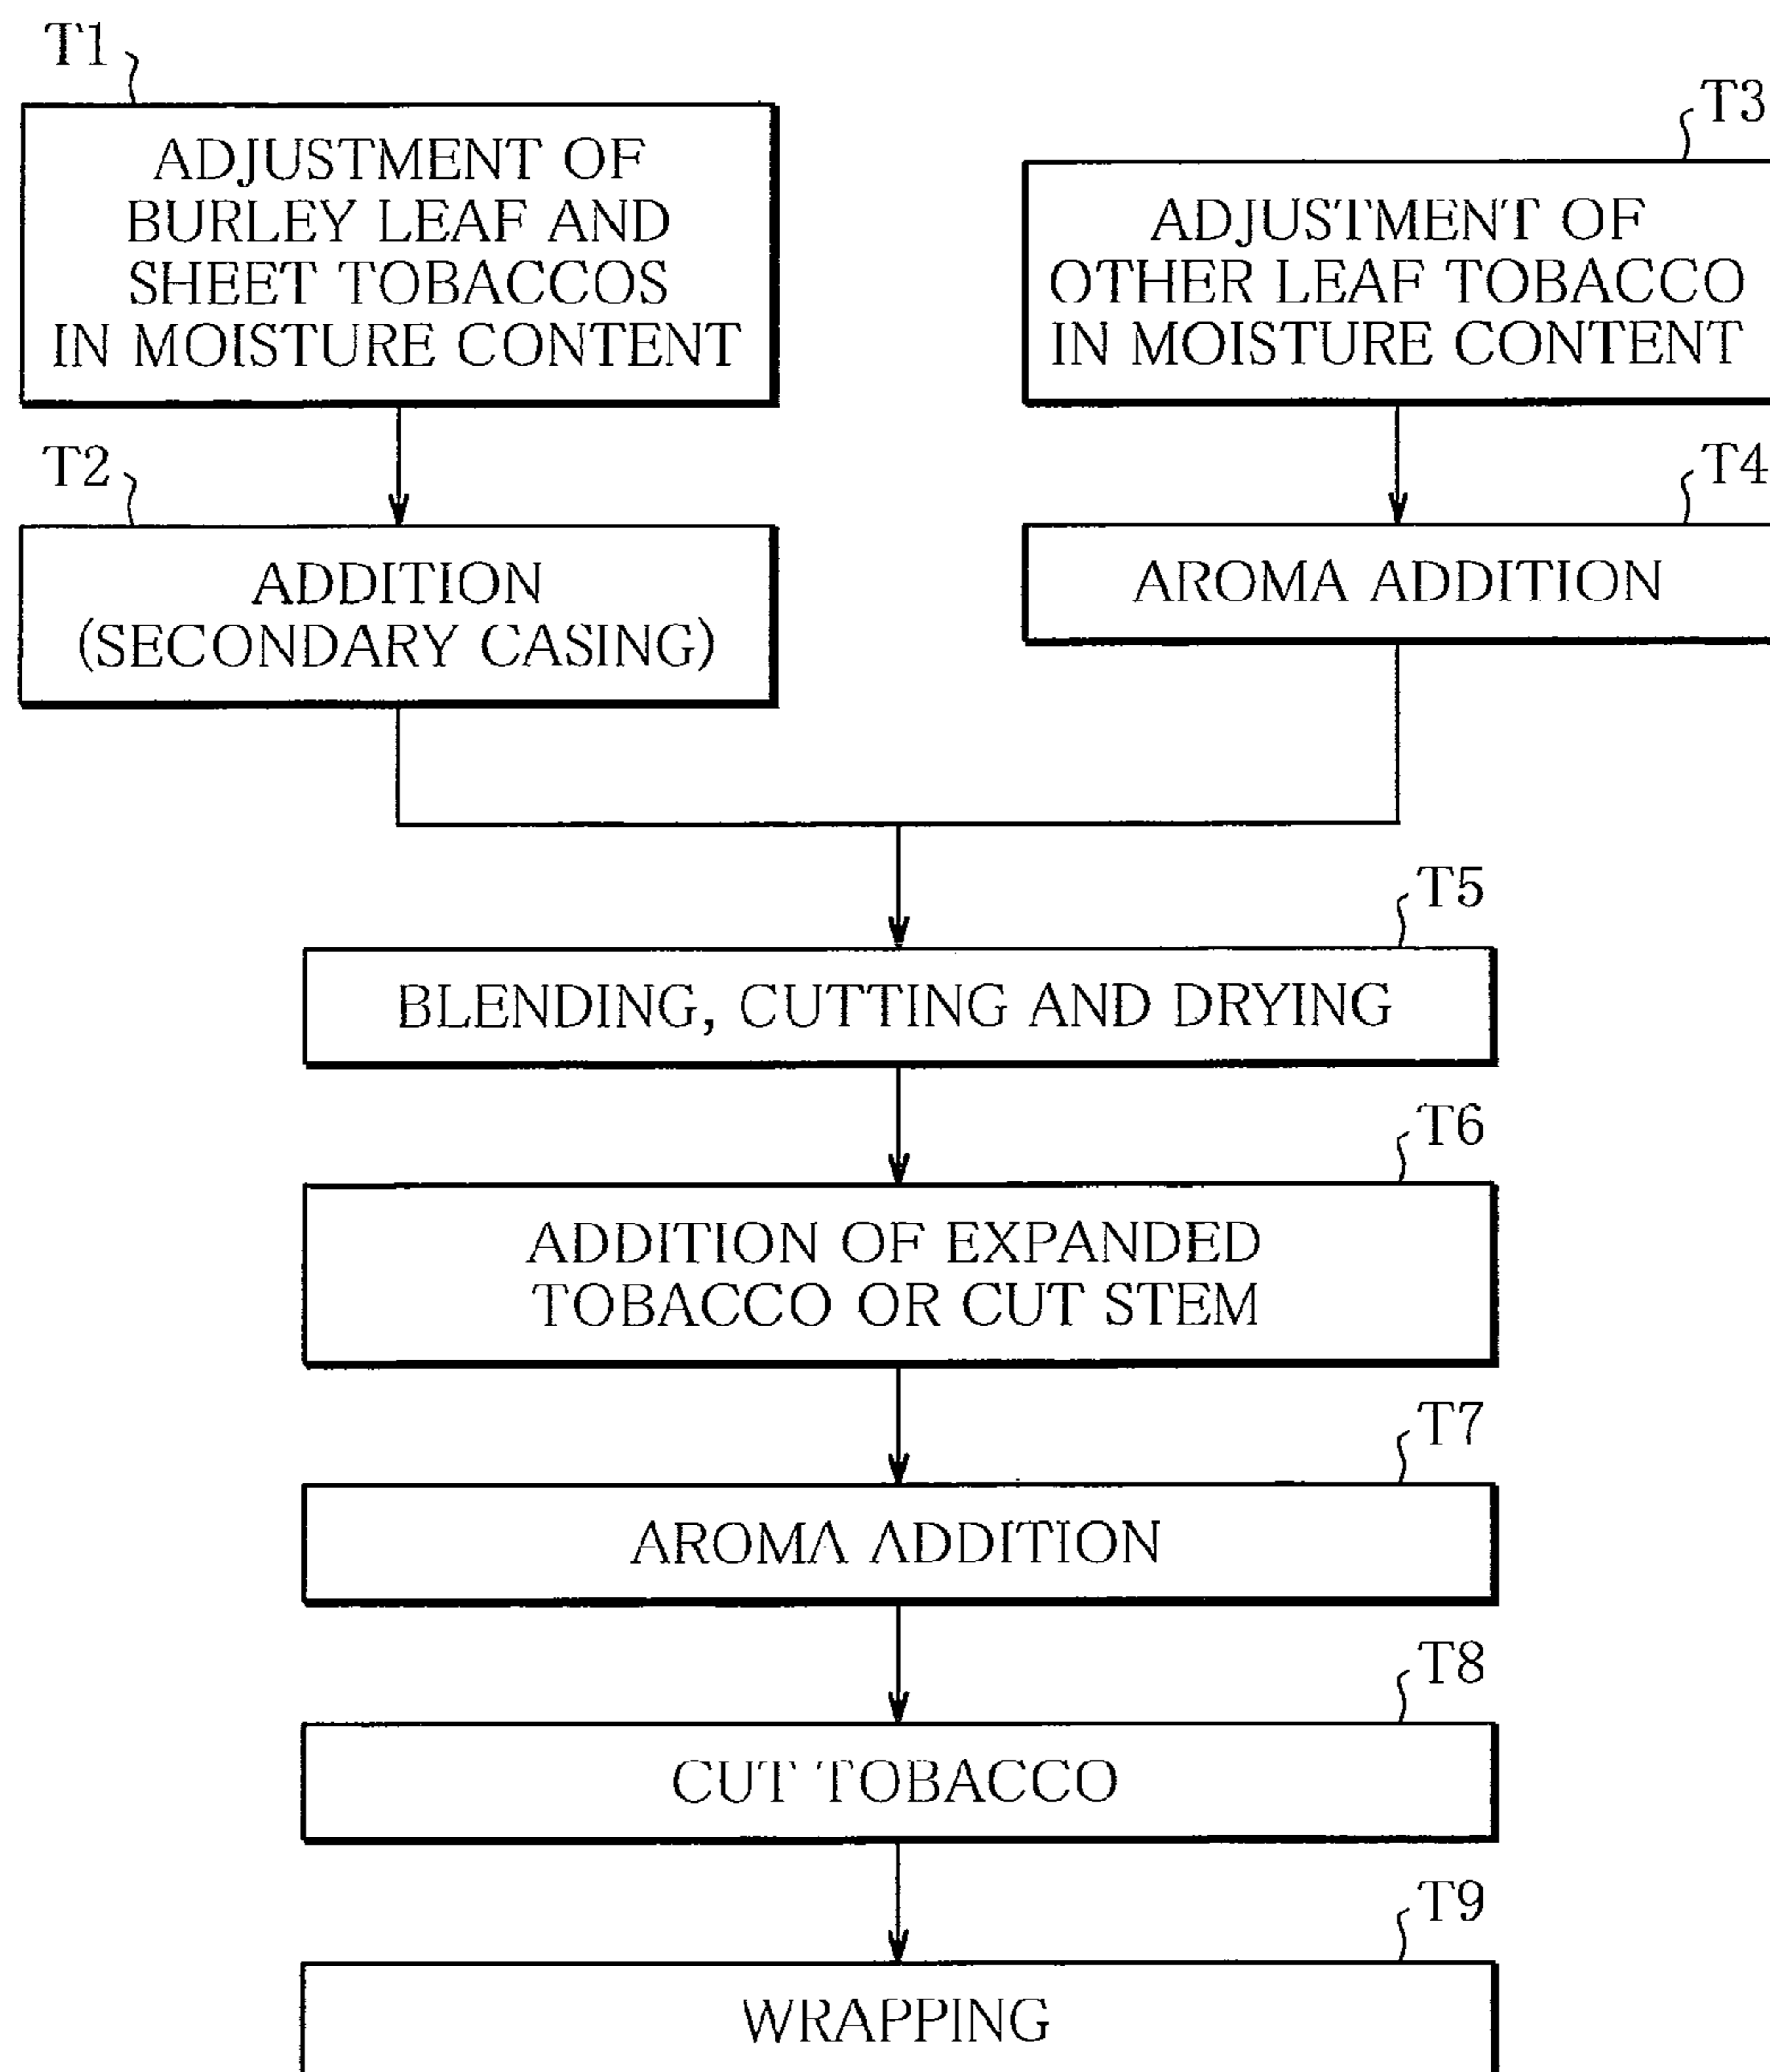 T1
ADJUSTMENT OF
BURLEY LEAF AND
SHEET TOBACCOS
IN MOISTURE CONTENT
T3
ADJUSTMENT OF
OTHER LEAF TOBACCO
IN MOISTURE CONTENT
T2
ADDITION
(SECONDARY CASING)
T4
AROMA ADDITION
T5
BLENDING, CUTTING AND DRYING
T6
ADDITION OF EXPANDED
TOBACCO OR CUT STEM
T7
AROMA ADDITION
T8
CUT TOBACCO
T9
WRAPPING